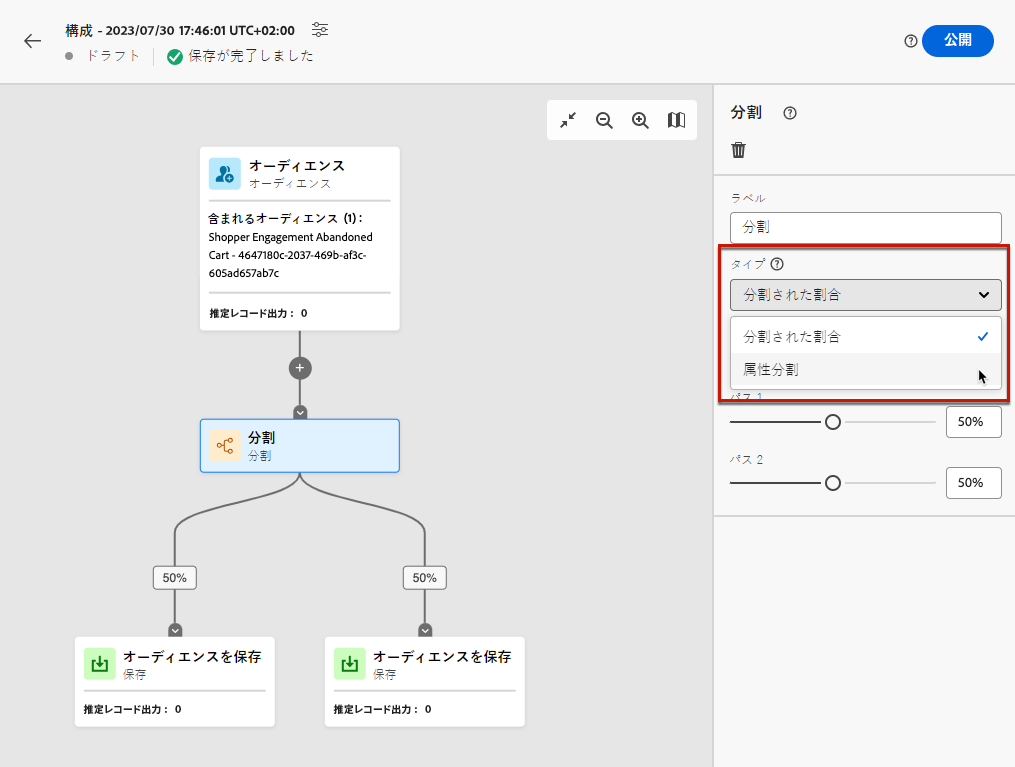 構成 - 2023/07/30 17:46:01 UTC+02:00
ドラフト
保存が完了しました
公開
オーディエンス
オーディエンス
含まれるオーディエンス (1)：
Shopper Engagement Abandoned
Cart - 4647180c-2037-469b-af3c-
605ad657ab7c
推定レコード出力： 0
分割
分割
50%
50%
オーディエンスを保存
保存
推定レコード出力： 0
オーディエンスを保存
保存
推定レコード出力： 0
分割
ラベル
分割
タイプ
分割された割合
分割された割合
属性分割
パス 1
50%
パス 2
50%